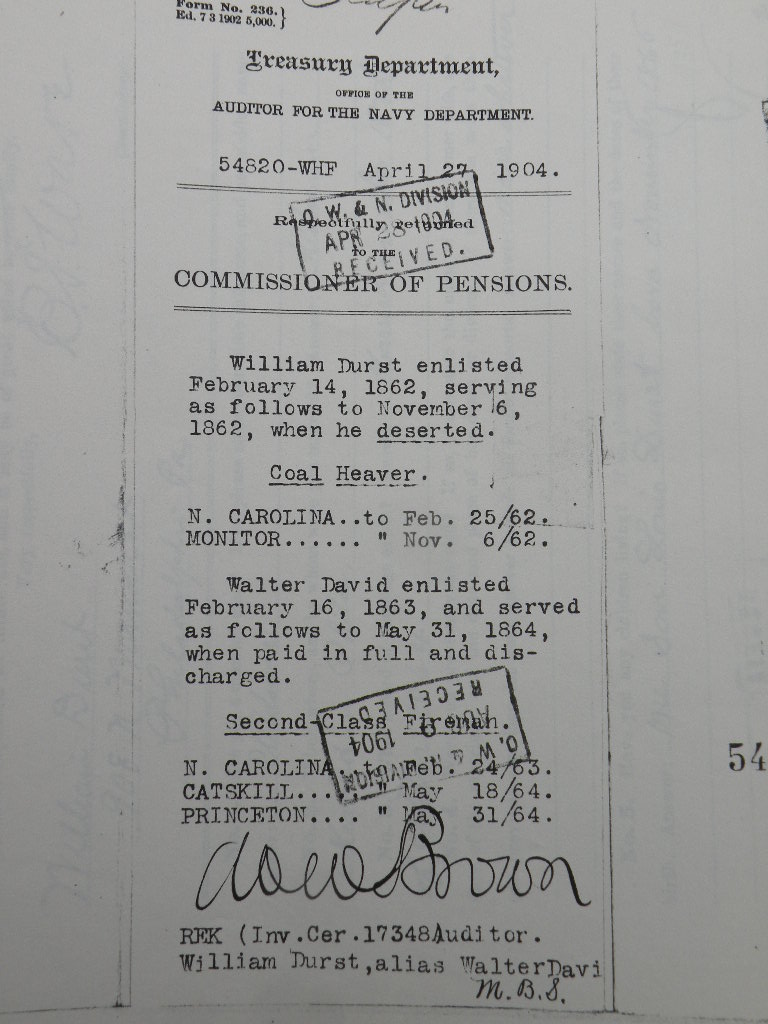 Form No. 236.}
Ed. 7 3 1902 5,000.}
Treasury Department,
OFFICE OF THE
AUDITOR FOR THE NAVY DEPARTMENT.
54820-WHF April 27 1904.
Respectfully returned
TO THE
COMMISSIONER OF PENSIONS.
O. W. & N. DIVISION
APR 28 1904
RECEIVED.
William Durst enlisted
February 14, 1862, serving
as follows to November 6,
1862, when he deserted.
Coal Heaver.
N. CAROLINA..to Feb. 25/62.
MONITOR...... " Nov. 6/62.
Walter David enlisted
February 16, 1863, and served
as follows to May 31, 1864,
when paid in full and dis-
charged.
Second-Class Fireman.
O. W. & N. DIVISION
AUG 9 1904
RECEIVED
N. CAROLINA. to Feb. 24/63.
CATSKILL.... " May 18/64.
PRINCETON.... " May 31/64.
Brown
REK (Inv.Cer.17348Auditor.
William Durst,alias WalterDavi
M.B.S.
54